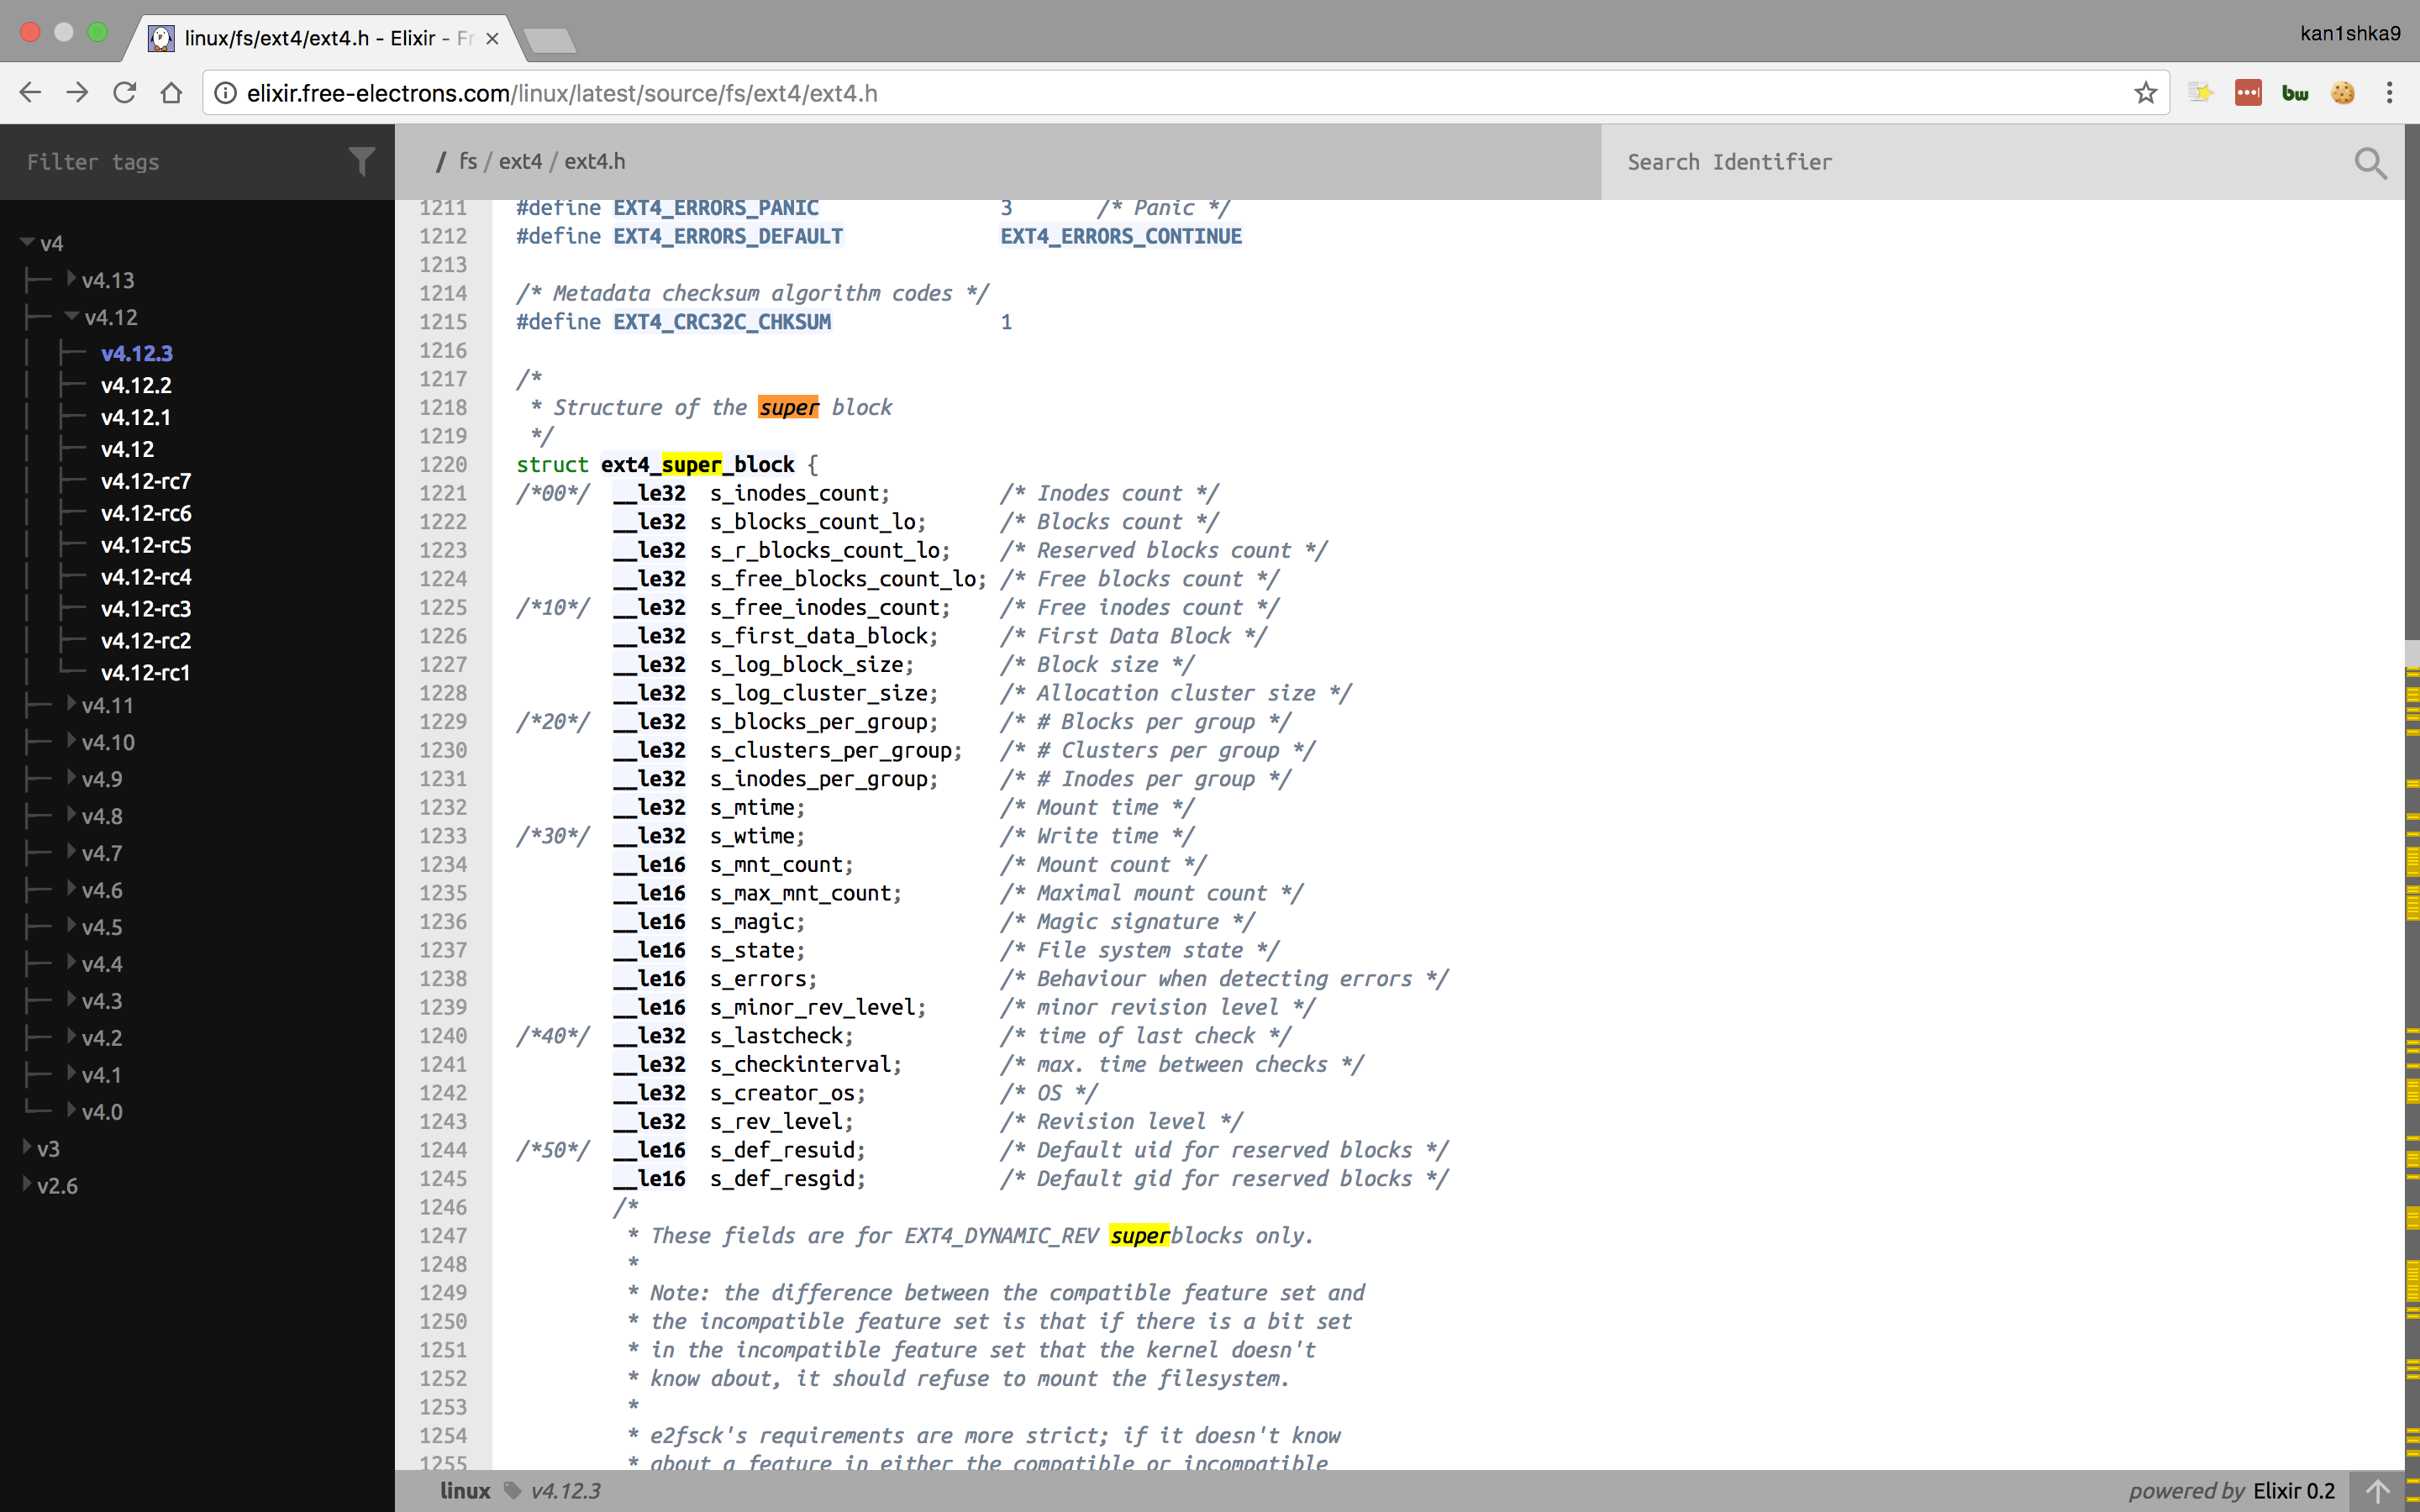 linux/fs/ext4/ext4.h - Elixir - Fr
kan1shka9
elixir.free-electrons.com/linux/latest/source/fs/ext4/ext4.h
bw
Filter tags
/ fs / ext4 / ext4.h
Search Identifier
v4
v4.13
v4.12
v4.12.3
v4.12.2
v4.12.1
v4.12
v4.12-rc7
v4.12-rc6
v4.12-rc5
v4.12-rc4
v4.12-rc3
v4.12-rc2
v4.12-rc1
v4.11
v4.10
v4.9
v4.8
v4.7
v4.6
v4.5
v4.4
v4.3
v4.2
v4.1
v4.0
v3
v2.6
1211 #define EXT4_ERRORS_PANIC 3 /* Panic */
1212 #define EXT4_ERRORS_DEFAULT EXT4_ERRORS_CONTINUE
1213
1214 /* Metadata checksum algorithm codes */
1215 #define EXT4_CRC32C_CHKSUM 1
1216
1217 /*
1218 * Structure of the super block
1219 */
1220 struct ext4_super_block {
1221 /*00*/ __le32 s_inodes_count; /* Inodes count */
1222 __le32 s_blocks_count_lo; /* Blocks count */
1223 __le32 s_r_blocks_count_lo; /* Reserved blocks count */
1224 __le32 s_free_blocks_count_lo; /* Free blocks count */
1225 /*10*/ __le32 s_free_inodes_count; /* Free inodes count */
1226 __le32 s_first_data_block; /* First Data Block */
1227 __le32 s_log_block_size; /* Block size */
1228 __le32 s_log_cluster_size; /* Allocation cluster size */
1229 /*20*/ __le32 s_blocks_per_group; /* # Blocks per group */
1230 __le32 s_clusters_per_group; /* # Clusters per group */
1231 __le32 s_inodes_per_group; /* # Inodes per group */
1232 __le32 s_mtime; /* Mount time */
1233 /*30*/ __le32 s_wtime; /* Write time */
1234 __le16 s_mnt_count; /* Mount count */
1235 __le16 s_max_mnt_count; /* Maximal mount count */
1236 __le16 s_magic; /* Magic signature */
1237 __le16 s_state; /* File system state */
1238 __le16 s_errors; /* Behaviour when detecting errors */
1239 __le16 s_minor_rev_level; /* minor revision level */
1240 /*40*/ __le32 s_lastcheck; /* time of last check */
1241 __le32 s_checkinterval; /* max. time between checks */
1242 __le32 s_creator_os; /* OS */
1243 __le32 s_rev_level; /* Revision level */
1244 /*50*/ __le16 s_def_resuid; /* Default uid for reserved blocks */
1245 __le16 s_def_resgid; /* Default gid for reserved blocks */
1246 /*
1247 * These fields are for EXT4_DYNAMIC_REV superblocks only.
1248 *
1249 * Note: the difference between the compatible feature set and
1250 * the incompatible feature set is that if there is a bit set
1251 * in the incompatible feature set that the kernel doesn't
1252 * know about, it should refuse to mount the filesystem.
1253 *
1254 * e2fsck's requirements are more strict; if it doesn't know
1255 * about a feature in either the compatible or incompatible
linux v4.12.3
powered by Elixir 0.2